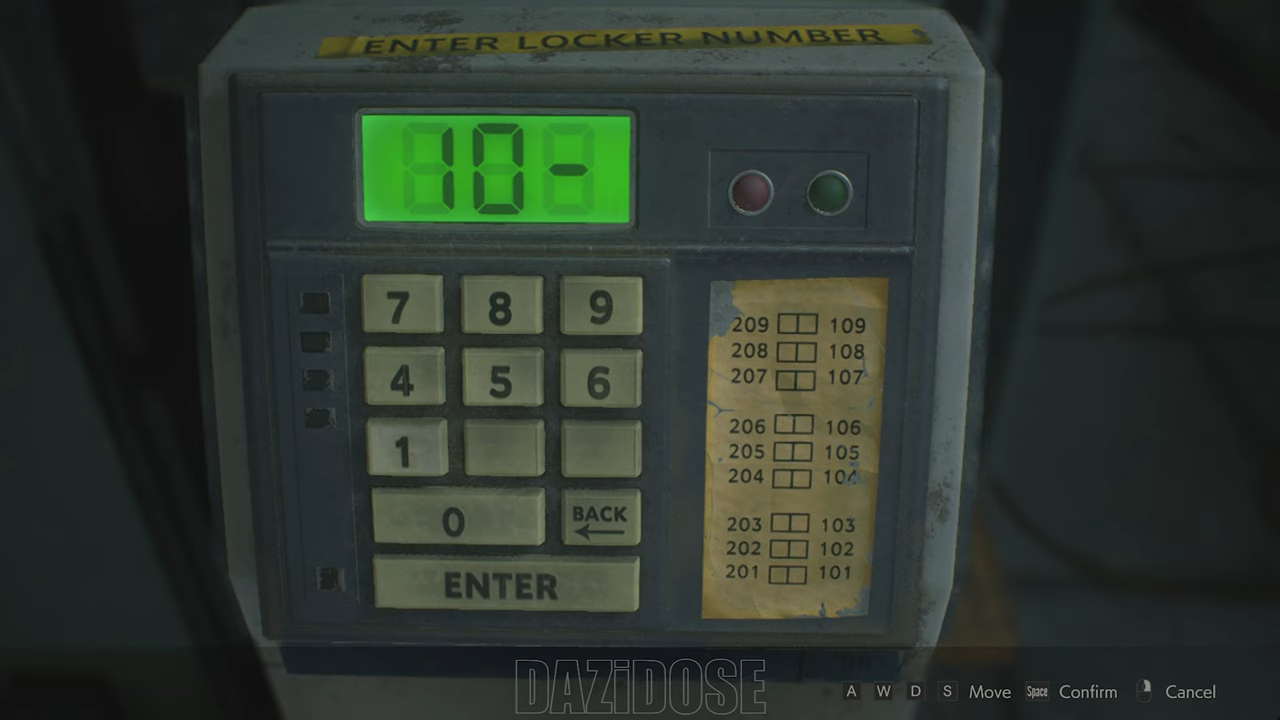 ENTER LOCKER NUMBER
10-
7 8 9
4 5 6
1
0 BACK
ENTER
209 109
208 108
207 107
206 106
205 105
204 104
203 103
202 102
201 101
DAZiDOSE
A W D S Move Space Confirm Cancel